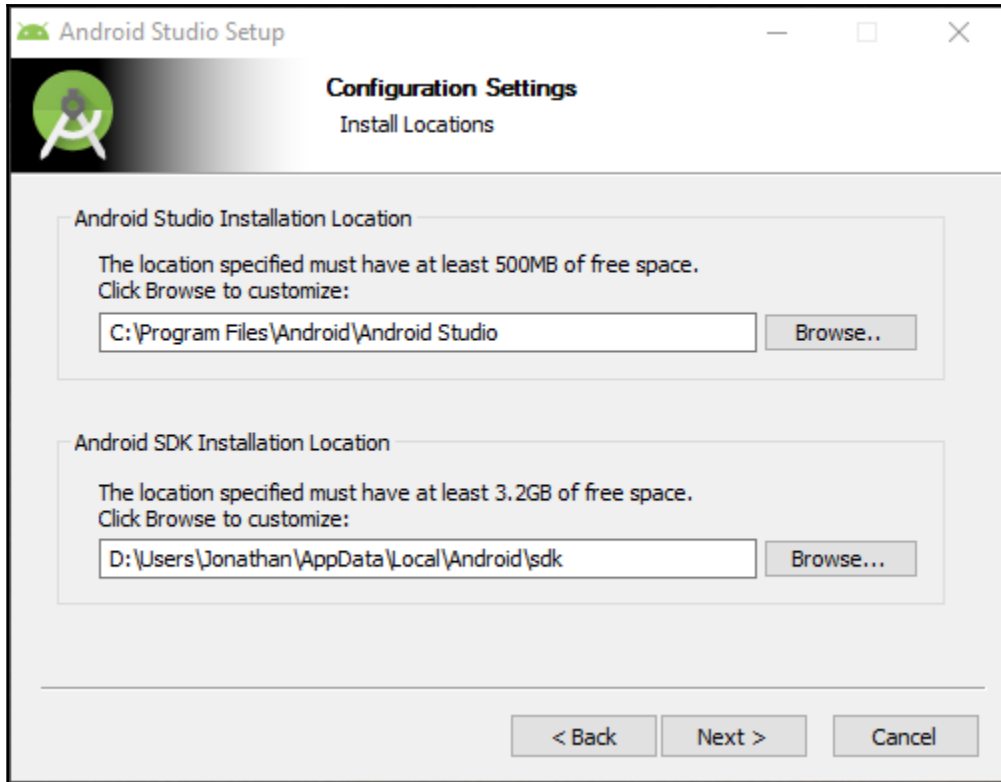 Android Studio Setup
Configuration Settings
Install Locations
Android Studio Installation Location
The location specified must have at least 500MB of free space.
Click Browse to customize:
C:\Program Files\Android\Android Studio
Browse..
Android SDK Installation Location
The location specified must have at least 3.2GB of free space.
Click Browse to customize:
D:\Users\Jonathan\AppData\Local\Android\sdk
Browse...
< Back
Next >
Cancel